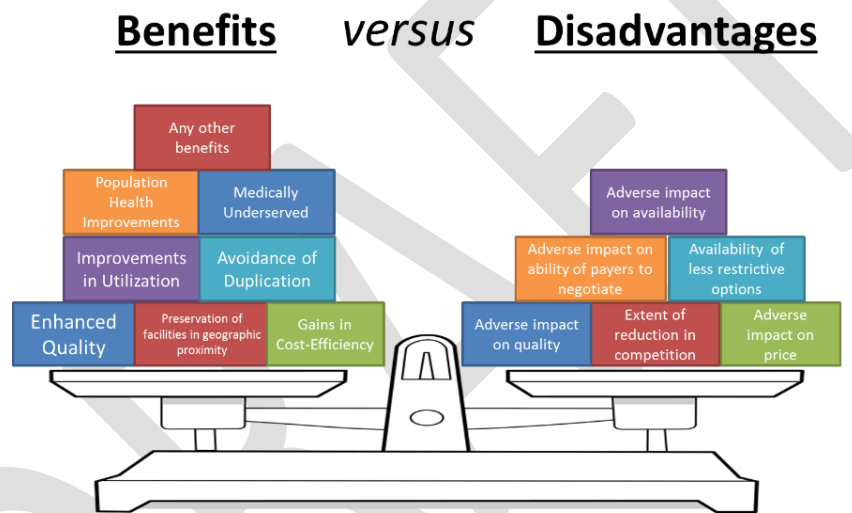 Benefits versus Disadvantages
Any other
benefits
Population
Health
Improvements
Medically
Underserved
Improvements
in Utilization
Avoidance of
Duplication
Enhanced
Quality
Preservation of
facilities in geographic
proximity
Gains in
Cost-Efficiency
Adverse impact
on availability
Adverse impact on
ability of payers to
negotiate
Availability of
less restrictive
options
Adverse impact
on quality
Extent of
reduction in
competition
Adverse
impact on
price